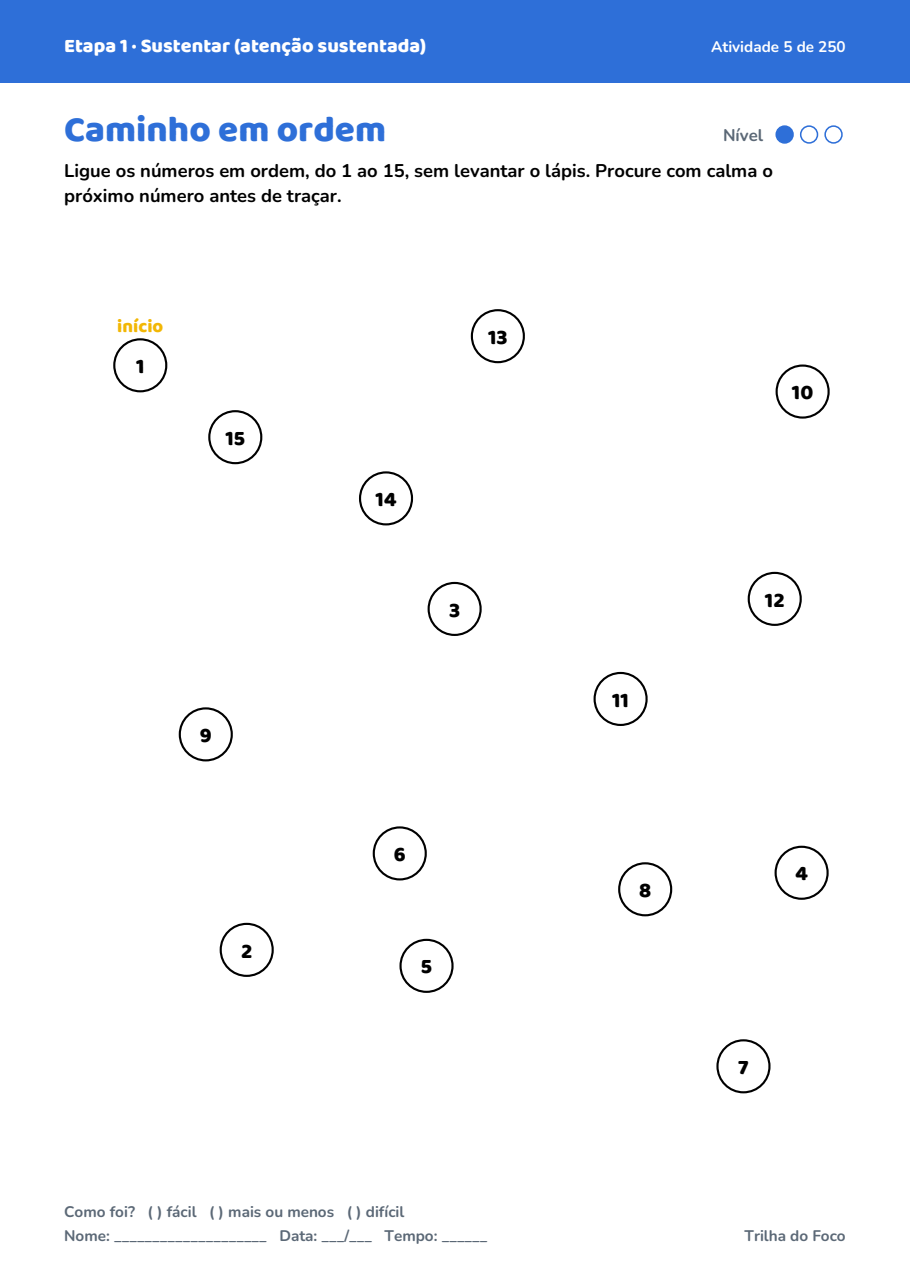 Etapa 1 · Sustentar (atenção sustentada)
Atividade 5 de 250
Caminho em ordem
Nível
Ligue os números em ordem, do 1 ao 15, sem levantar o lápis. Procure com calma o
próximo número antes de traçar.
início
13
1
10
15
14
3
12
11
9
6
4
8
2
5
7
Como foi? ( ) fácil ( ) mais ou menos ( ) difícil
Nome: ____________________ Data: ___/___ Tempo: ______
Trilha do Foco